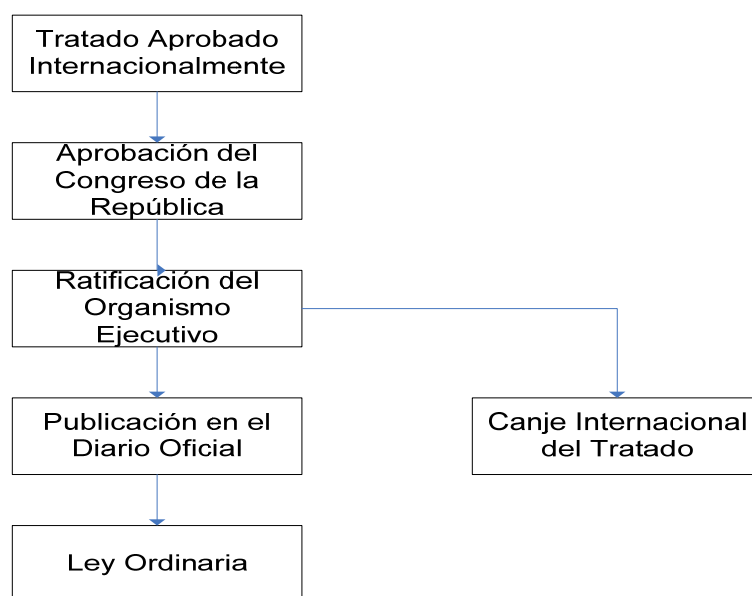 Tratado Aprobado
Internacionalmente
Aprobación del
Congreso de la
República
Ratificación del
Organismo
Ejecutivo
Publicación en el
Diario Oficial
Canje Internacional
del Tratado
Ley Ordinaria